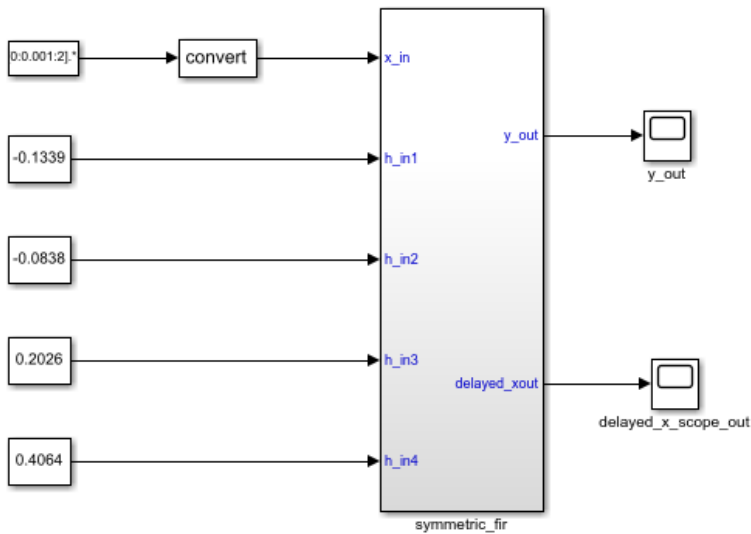 0:0.001:2].*
convert
x_in
-0.1339
h_in1
y_out
y_out
-0.0838
h_in2
0.2026
h_in3
delayed_xout
delayed_x_scope_out
0.4064
h_in4
symmetric_fir